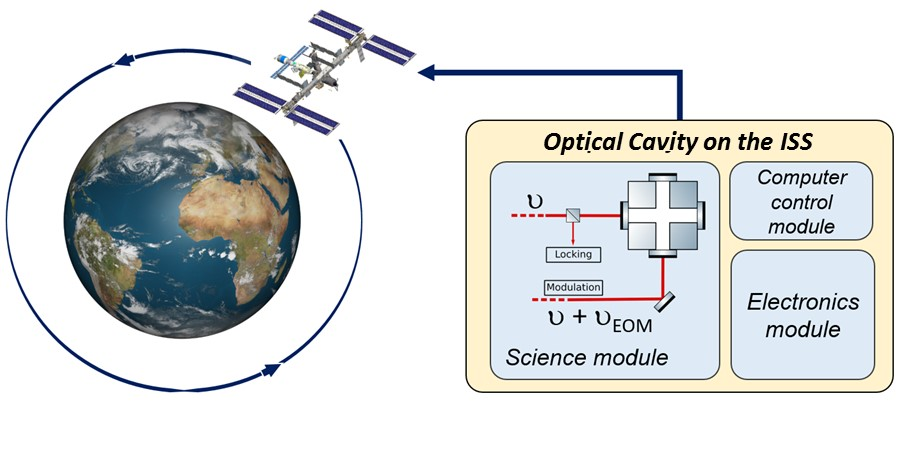 Optical Cavity on the ISS
υ
Locking
Modulation
υ + υEOM
Science module
Computer
control
module
Electronics
module